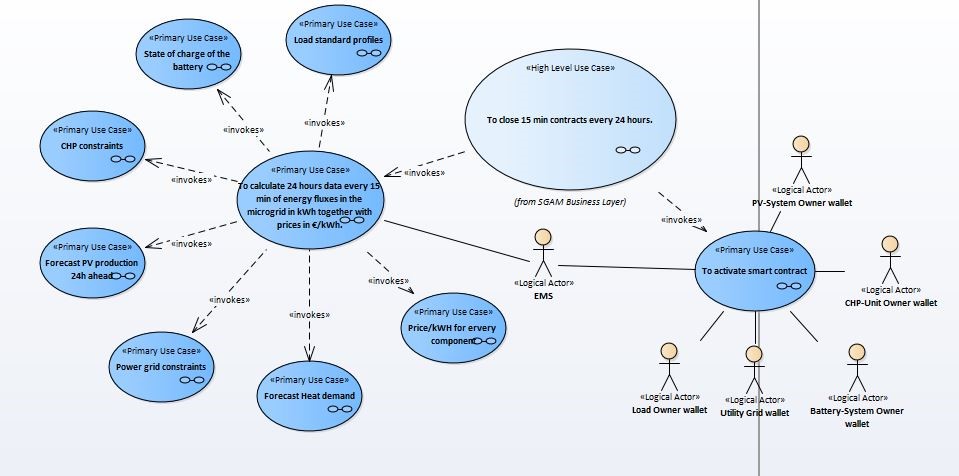 «Primary Use Case»
State of charge of the
battery
«Primary Use Case»
Load standard profiles
«High Level Use Case»
To close 15 min contracts every 24 hours.
(from SGAM Business Layer)
«Primary Use Case»
CHP constraints
«invokes»
«invokes»
«invokes»
«invokes»
«Primary Use Case»
To calculate 24 hours data every 15
min of energy fluxes in the
microgrid in kWh together with
prices in €/kWh.
«Logical Actor»
PV-System Owner wallet
«invokes»
«invokes»
«Primary Use Case»
Forecast PV production
24h ahead
«Primary Use Case»
To activate smart contract
«Logical Actor»
EMS
«Logical Actor»
CHP-Unit Owner wallet
«invokes»
«invokes»
«invokes»
«Primary Use Case»
Price/kWH for ervery
component
«Primary Use Case»
Power grid constraints
«Primary Use Case»
Forecast Heat demand
«Logical Actor»
Load Owner wallet
«Logical Actor»
Utility Grid wallet
«Logical Actor»
Battery-System Owner
wallet